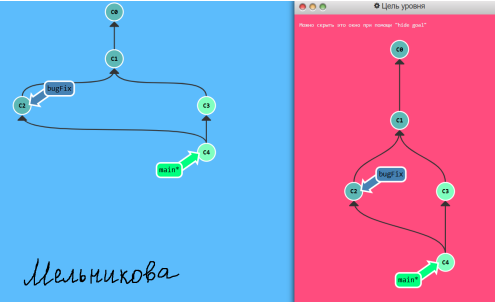 C0
C1
bugFix
C2
C3
C4
main*
Мельникова
Цель уровня
Можно скрыть это окно при помощи "hide goal"
C0
C1
bugFix
C2
C3
C4
main*